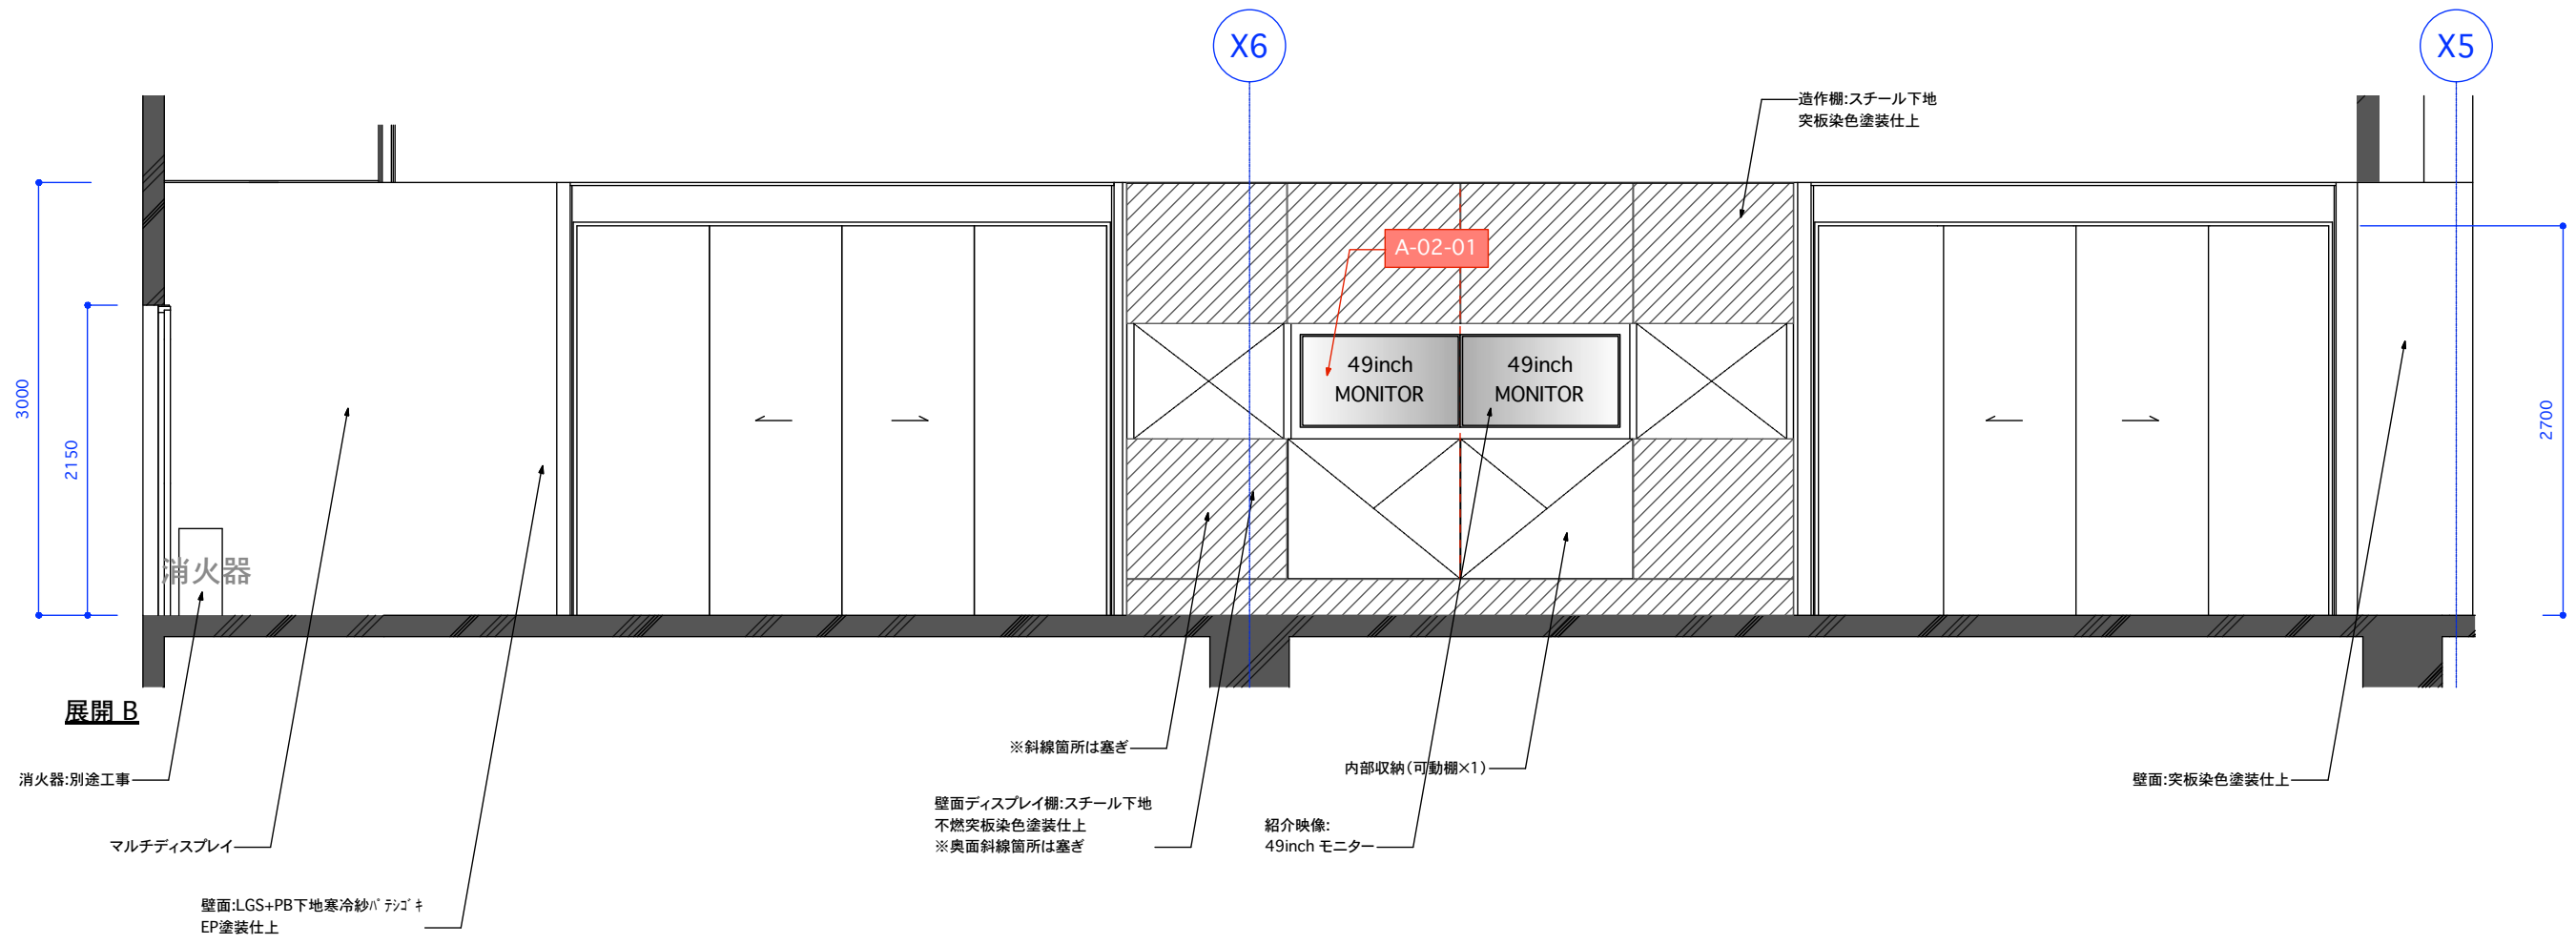 X6
X5
造作棚:スチール下地
突板染色塗装仕上
A-02-01
49inch
MONITOR
49inch
MONITOR
3000
2150
2700
消火器
展開 B
※斜線箇所は塞ぎ
内部収納(可動棚×1)
消火器:別途工事
壁面:突板染色塗装仕上
壁面ディスプレイ棚:スチール下地
不燃突板染色塗装仕上
※奥面斜線箇所は塞ぎ
紹介映像:
49inch モニター
マルチディスプレイ
壁面:LGS+PB下地寒冷紗ﾊﾟﾃｼｺﾞｷ
EP塗装仕上